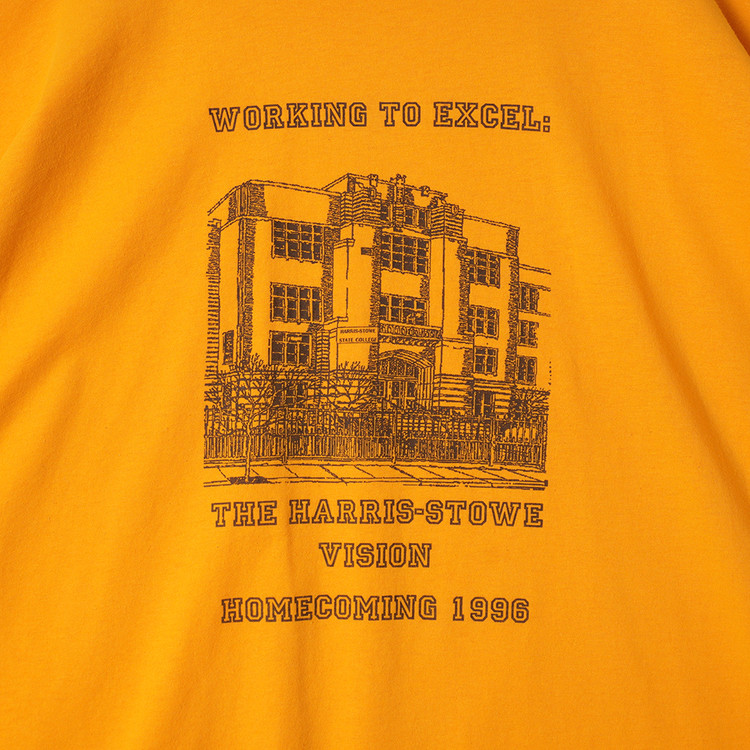 WORKING TO EXCEL:
HARRIS-STOWE
STATE COLLEGE
THE HARRIS-STOWE
VISION
HOMECOMING 1996